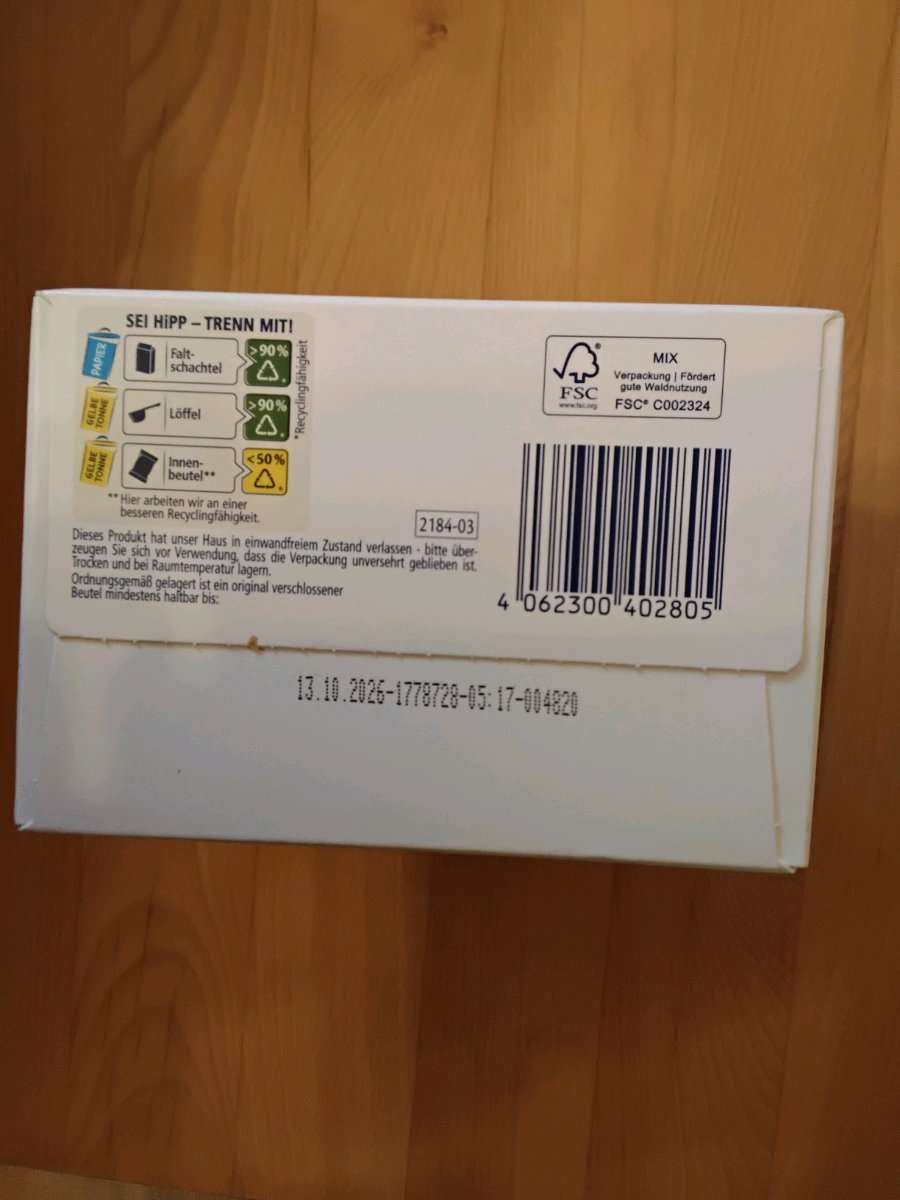 SEI HiPP – TRENN MIT!
PAPIER
Falt-
schachtel
>90%
GELBE
TONNE
Löffel
>90%
GELBE
TONNE
Innen-
beutel**
<50%
*Recyclingfähigkeit
**Hier arbeiten wir an einer
besseren Recyclingfähigkeit.
2184-03
Dieses Produkt hat unser Haus in einwandfreiem Zustand verlassen - bitte über-
zeugen Sie sich vor Verwendung, dass die Verpackung unversehrt geblieben ist.
Trocken und bei Raumtemperatur lagern.
Ordnungsgemäß gelagert ist ein original verschlossener
Beutel mindestens haltbar bis:
FSC®
www.fsc.org
MIX
Verpackung | Fördert
gute Waldnutzung
FSC® C002324
4 062300 402805
13.10.2026-1778728-05:17-004820